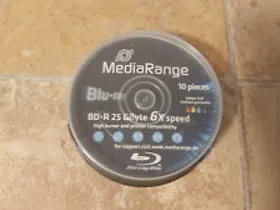 MediaRange
10 pieces
Blu-ray
BD-R 25 GByte 6X speed
High burner and printer compatibility
for support visit www.mediarange.de
Blu-ray Disc